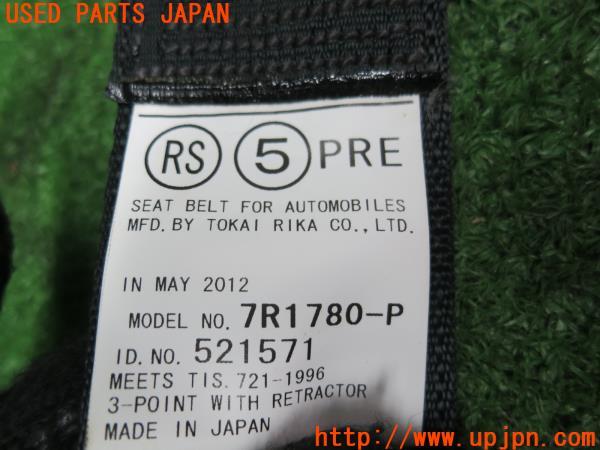 USED PARTS JAPAN
RS 5 PRE
SEAT BELT FOR AUTOMOBILES
MFD. BY TOKAI RIKA CO., LTD.
IN MAY 2012
MODEL NO. 7R1780-P
ID. NO. 521571
MEETS TIS. 721-1996
3-POINT WITH RETRACTOR
MADE IN JAPAN
www.upjpn.com